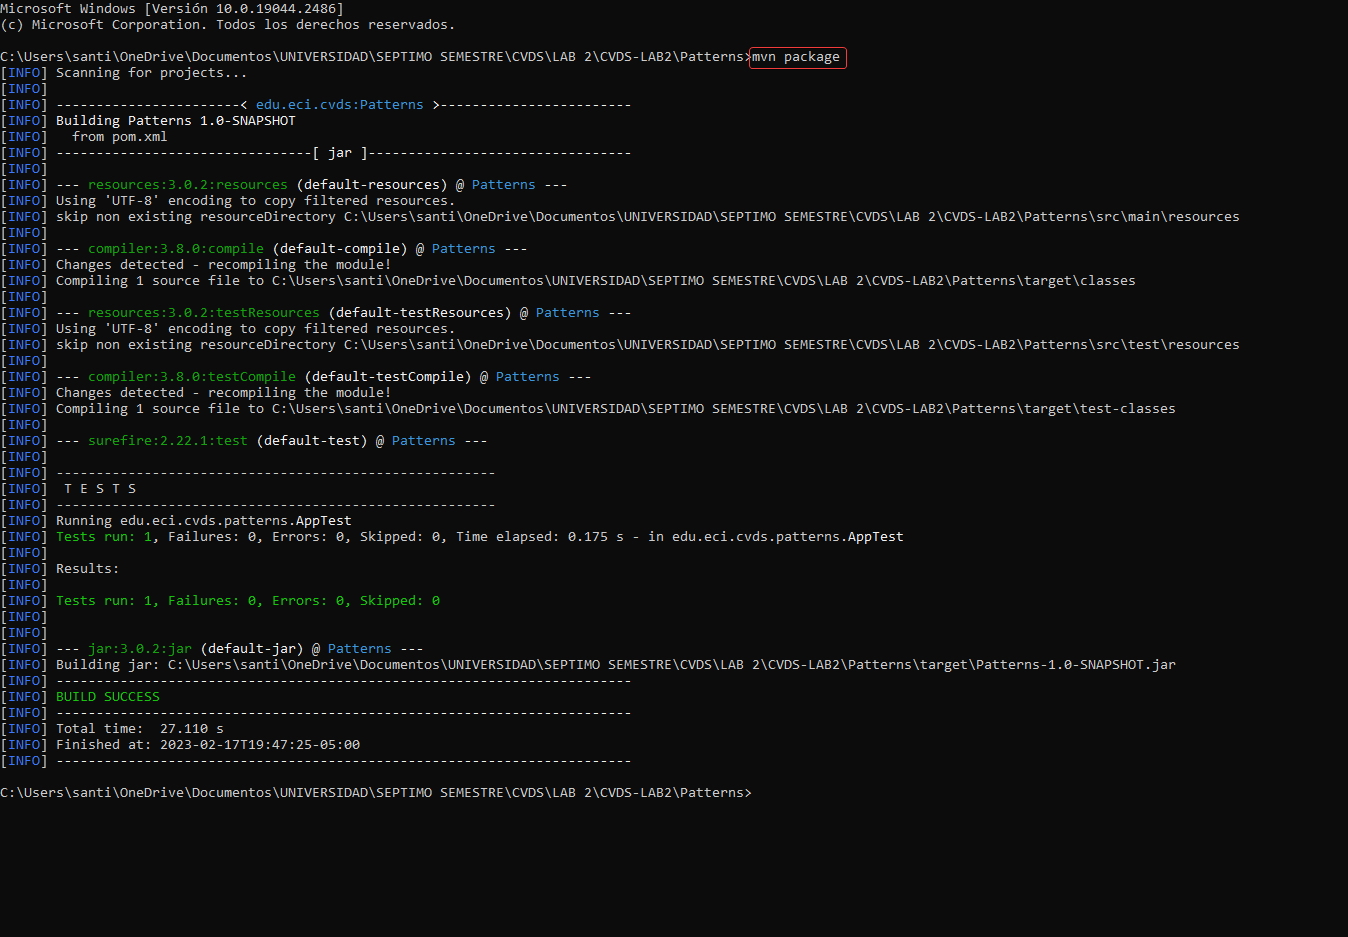 Microsoft Windows [Versión 10.0.19044.2486]
(c) Microsoft Corporation. Todos los derechos reservados.
C:\Users\santi\OneDrive\Documentos\UNIVERSIDAD\SEPTIMO SEMESTRE\CVDS\LAB 2\CVDS-LAB2\Patterns>mvn package
[INFO] Scanning for projects...
[INFO]
[INFO] -----------------------< edu.eci.cvds:Patterns >------------------------
[INFO] Building Patterns 1.0-SNAPSHOT
[INFO]   from pom.xml
[INFO] --------------------------------[ jar ]---------------------------------
[INFO]
[INFO] --- resources:3.0.2:resources (default-resources) @ Patterns ---
[INFO] Using 'UTF-8' encoding to copy filtered resources.
[INFO] skip non existing resourceDirectory C:\Users\santi\OneDrive\Documentos\UNIVERSIDAD\SEPTIMO SEMESTRE\CVDS\LAB 2\CVDS-LAB2\Patterns\src\main\resources
[INFO]
[INFO] --- compiler:3.8.0:compile (default-compile) @ Patterns ---
[INFO] Changes detected - recompiling the module!
[INFO] Compiling 1 source file to C:\Users\santi\OneDrive\Documentos\UNIVERSIDAD\SEPTIMO SEMESTRE\CVDS\LAB 2\CVDS-LAB2\Patterns\target\classes
[INFO]
[INFO] --- resources:3.0.2:testResources (default-testResources) @ Patterns ---
[INFO] Using 'UTF-8' encoding to copy filtered resources.
[INFO] skip non existing resourceDirectory C:\Users\santi\OneDrive\Documentos\UNIVERSIDAD\SEPTIMO SEMESTRE\CVDS\LAB 2\CVDS-LAB2\Patterns\src\test\resources
[INFO]
[INFO] --- compiler:3.8.0:testCompile (default-testCompile) @ Patterns ---
[INFO] Changes detected - recompiling the module!
[INFO] Compiling 1 source file to C:\Users\santi\OneDrive\Documentos\UNIVERSIDAD\SEPTIMO SEMESTRE\CVDS\LAB 2\CVDS-LAB2\Patterns\target\test-classes
[INFO]
[INFO] --- surefire:2.22.1:test (default-test) @ Patterns ---
[INFO]
[INFO] -------------------------------------------------------
[INFO]  T E S T S
[INFO] -------------------------------------------------------
[INFO] Running edu.eci.cvds.patterns.AppTest
[INFO] Tests run: 1, Failures: 0, Errors: 0, Skipped: 0, Time elapsed: 0.175 s - in edu.eci.cvds.patterns.AppTest
[INFO]
[INFO] Results:
[INFO]
[INFO] Tests run: 1, Failures: 0, Errors: 0, Skipped: 0
[INFO]
[INFO]
[INFO] --- jar:3.0.2:jar (default-jar) @ Patterns ---
[INFO] Building jar: C:\Users\santi\OneDrive\Documentos\UNIVERSIDAD\SEPTIMO SEMESTRE\CVDS\LAB 2\CVDS-LAB2\Patterns\target\Patterns-1.0-SNAPSHOT.jar
[INFO] ------------------------------------------------------------------------
[INFO] BUILD SUCCESS
[INFO] ------------------------------------------------------------------------
[INFO] Total time:  27.110 s
[INFO] Finished at: 2023-02-17T19:47:25-05:00
[INFO] ------------------------------------------------------------------------
C:\Users\santi\OneDrive\Documentos\UNIVERSIDAD\SEPTIMO SEMESTRE\CVDS\LAB 2\CVDS-LAB2\Patterns>